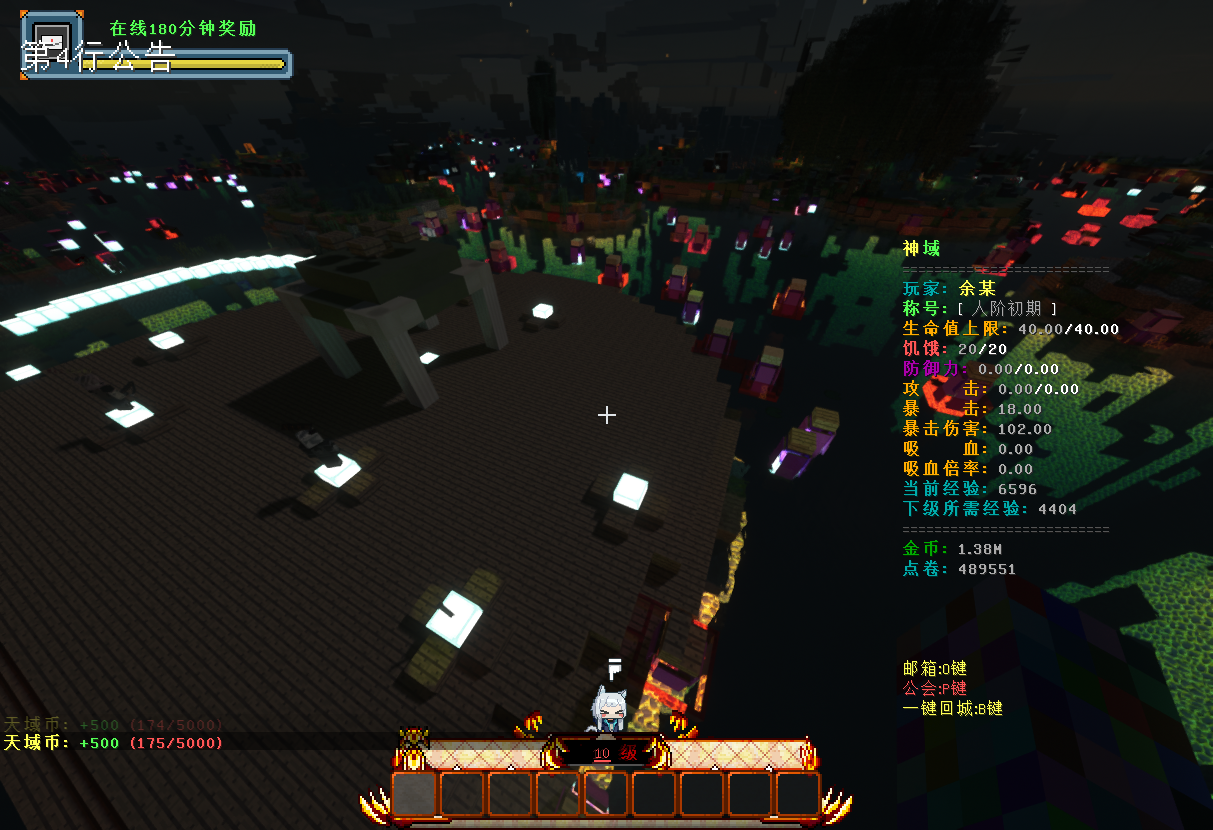 在线180分钟奖励
第4行公告
神域
==========================
玩家: 余某
称号: [ 人阶初期 ]
生命值上限: 40.00/40.00
饥饿: 20/20
防御力: 0.00/0.00
攻 击: 0.00/0.00
暴 击: 18.00
暴击伤害: 102.00
吸 血: 0.00
吸血倍率: 0.00
当前经验: 6596
下级所需经验: 4404
==========================
金币: 1.38M
点卷: 489551
邮箱:O键
公会:P键
一键回城:B键
天域币: +500 (174/5000)
天域币: +500 (175/5000)
10 级